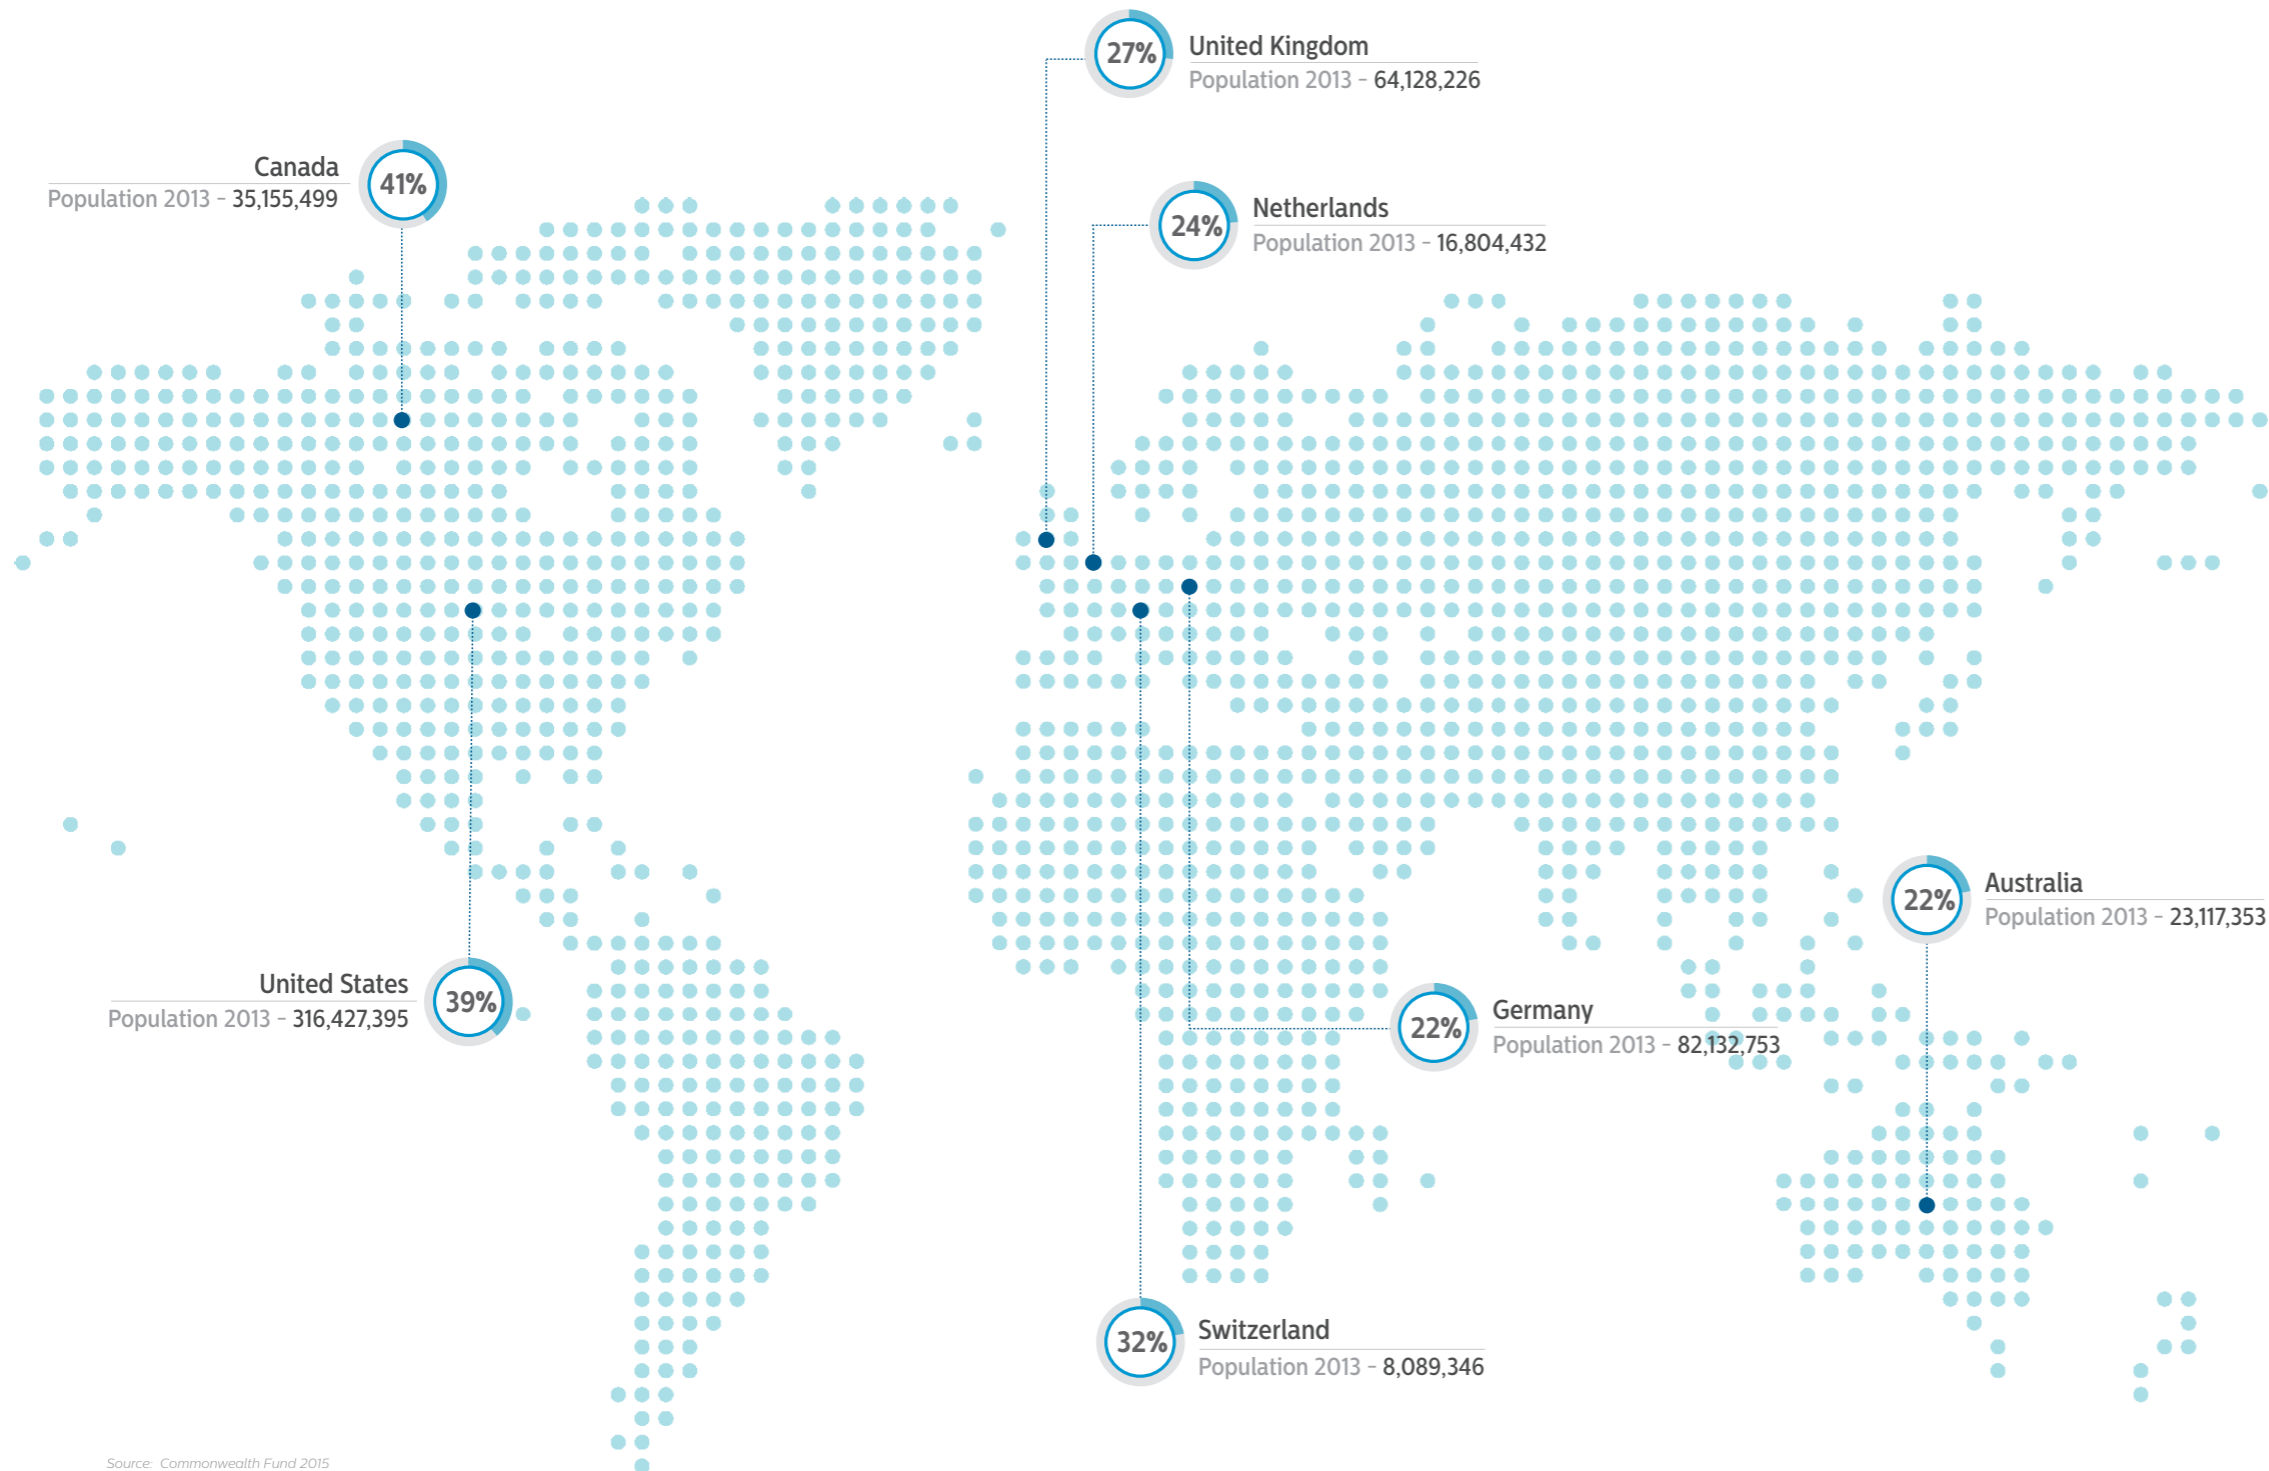 27%
United Kingdom
Population 2013 - 64,128,226
Canada
Population 2013 - 35,155,499
41%
24%
Netherlands
Population 2013 - 16,804,432
22%
Australia
Population 2013 - 23,117,353
United States
Population 2013 - 316,427,395
39%
22%
Germany
Population 2013 - 82,132,753
32%
Switzerland
Population 2013 - 8,089,346
Source: Commonwealth Fund 2015